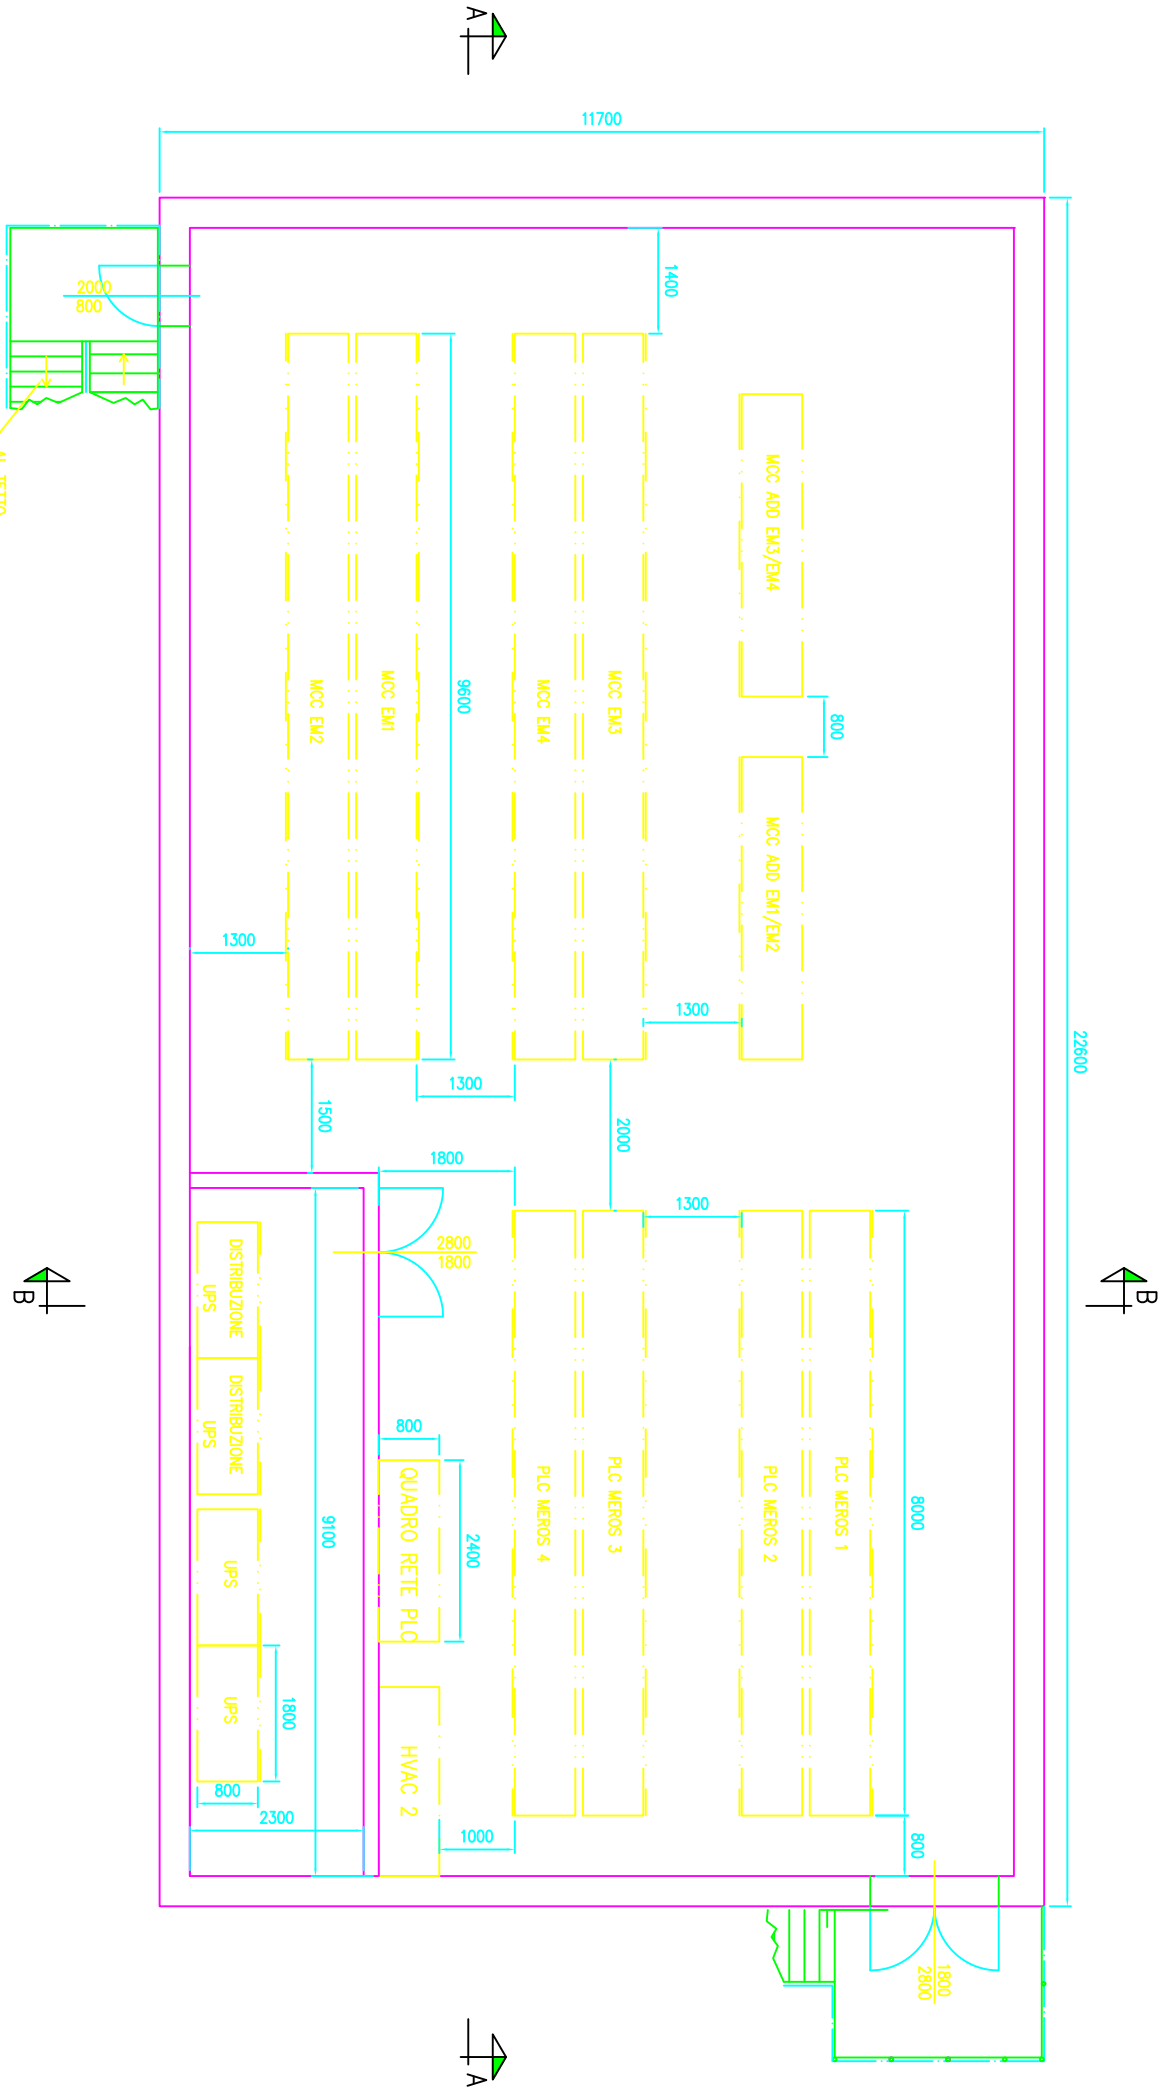 A
11700
2000
800
1400
MCC ADD EM3/EM4
800
MCC ADD EM1/EM2
MCC EM3
MCC EM4
9600
MCC EM1
MCC EM2
1300
1300
1300
22600
1500
2000
1800
1300
2800
1800
B
B
DISTRIBUZIONE
UPS
DISTRIBUZIONE
UPS
UPS
UPS
1800
800
2300
9100
800
QUADRO RETE PLC
2400
HVAC 2
1000
PLC MEROS 4
PLC MEROS 3
PLC MEROS 2
PLC MEROS 1
8000
800
1800
2800
A